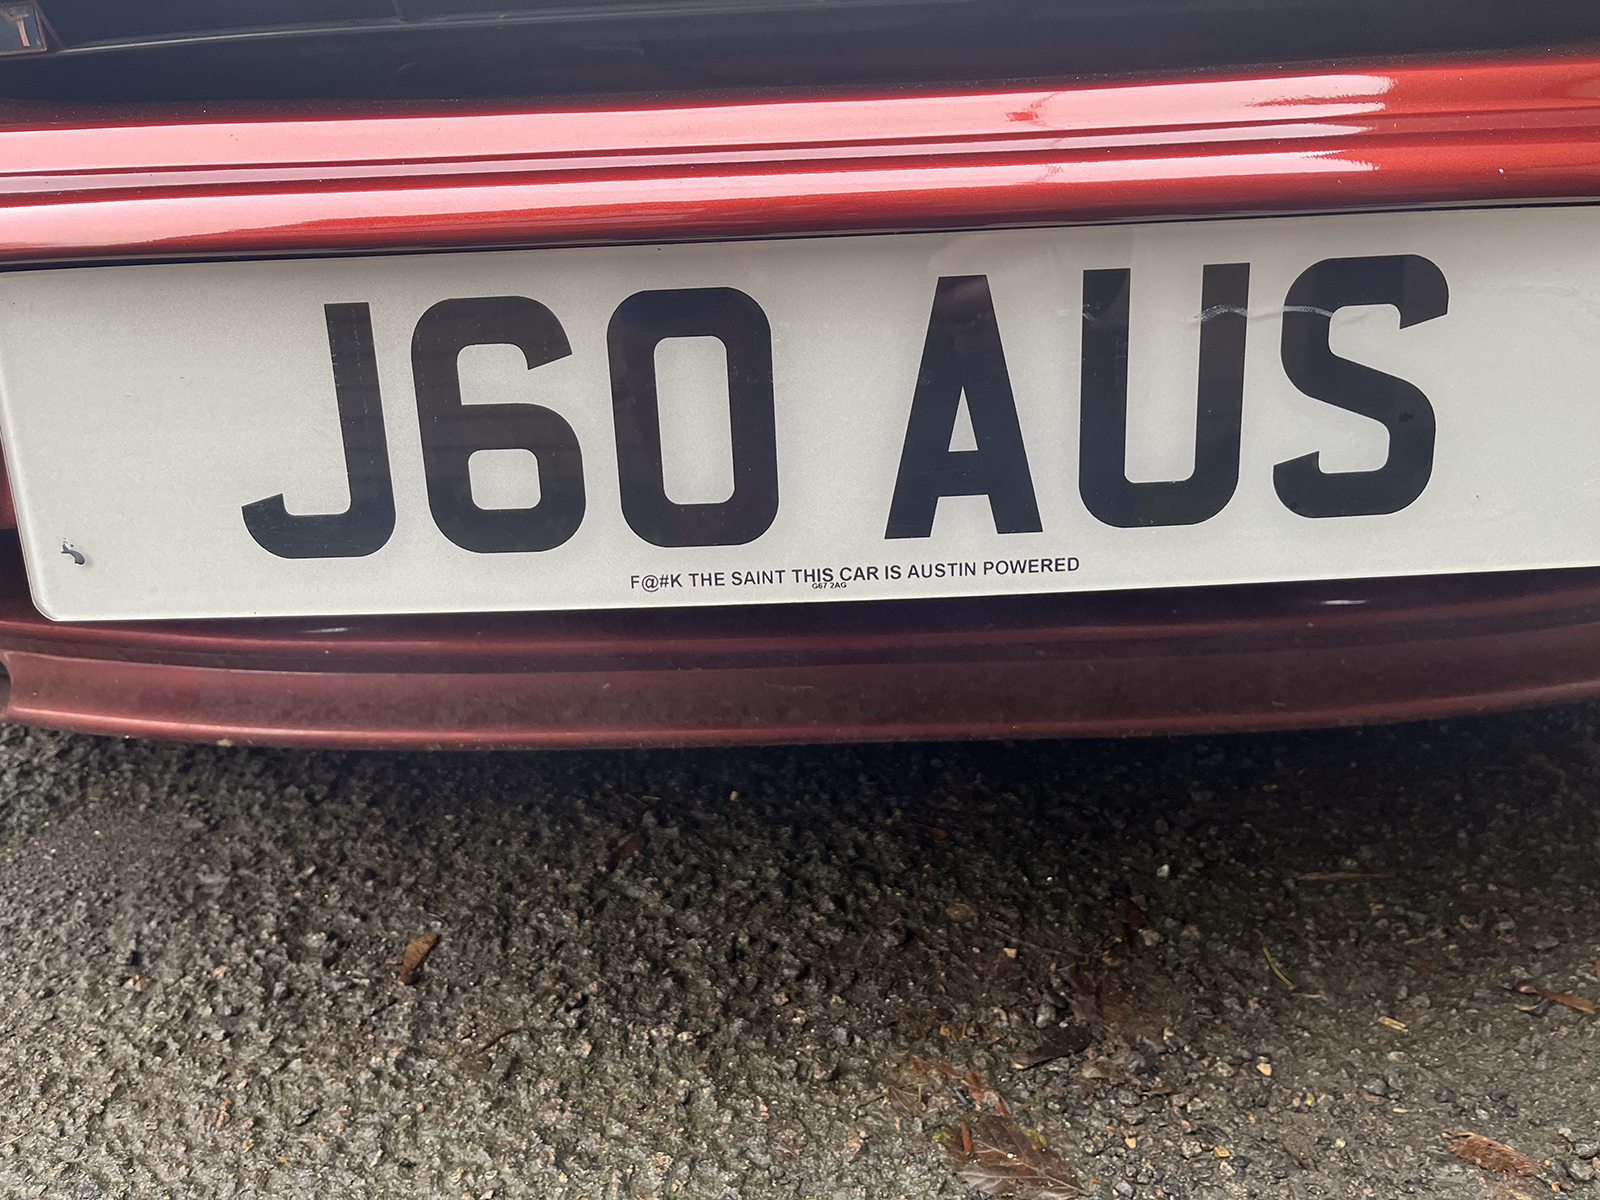 J60 AUS
F@#K THE SAINT THIS CAR IS AUSTIN POWERED
G67 2AG